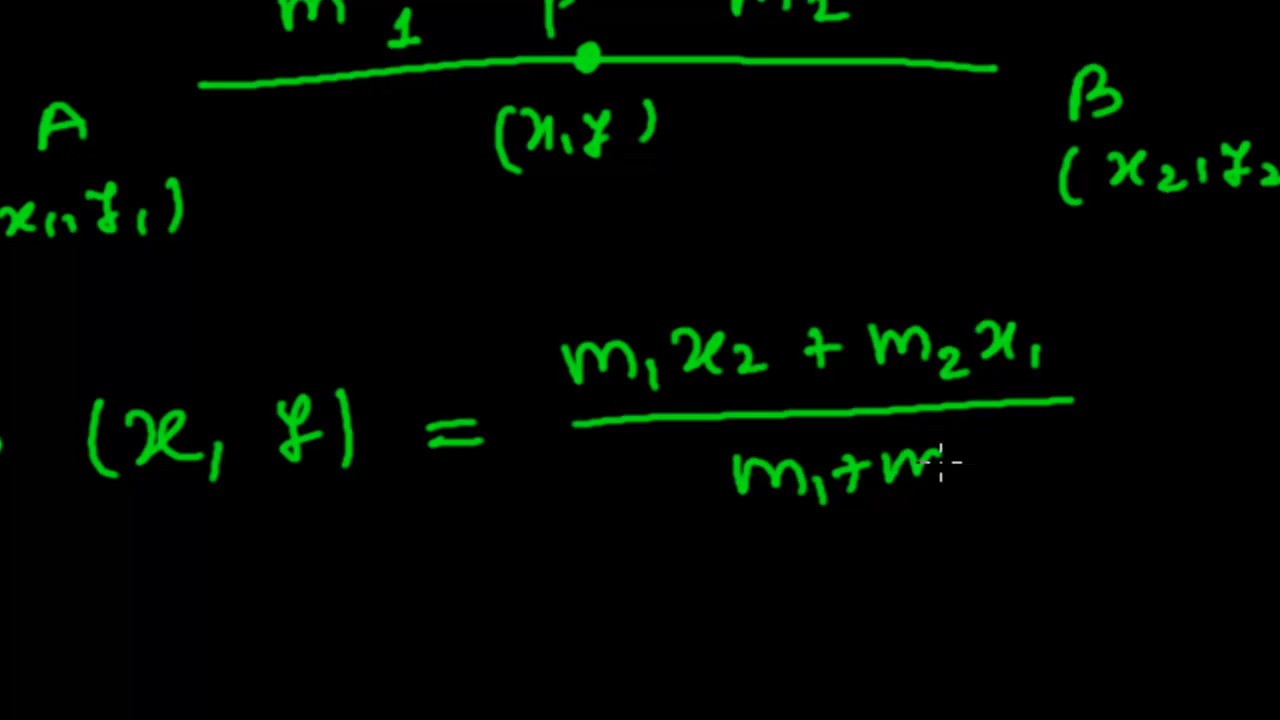 m 1 P m2
A B
(x, y)
x1, y1) (x2, y2
(x, y) = m1x2 + m2x1
m1+m